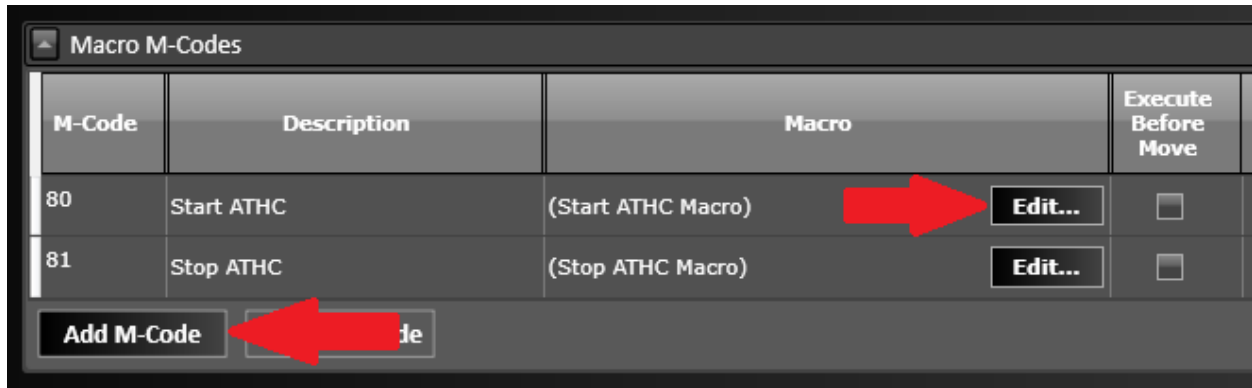 Macro M-Codes
M-Code Description Macro Execute Before Move
80 Start ATHC (Start ATHC Macro) Edit...
81 Stop ATHC (Stop ATHC Macro) Edit...
Add M-Code